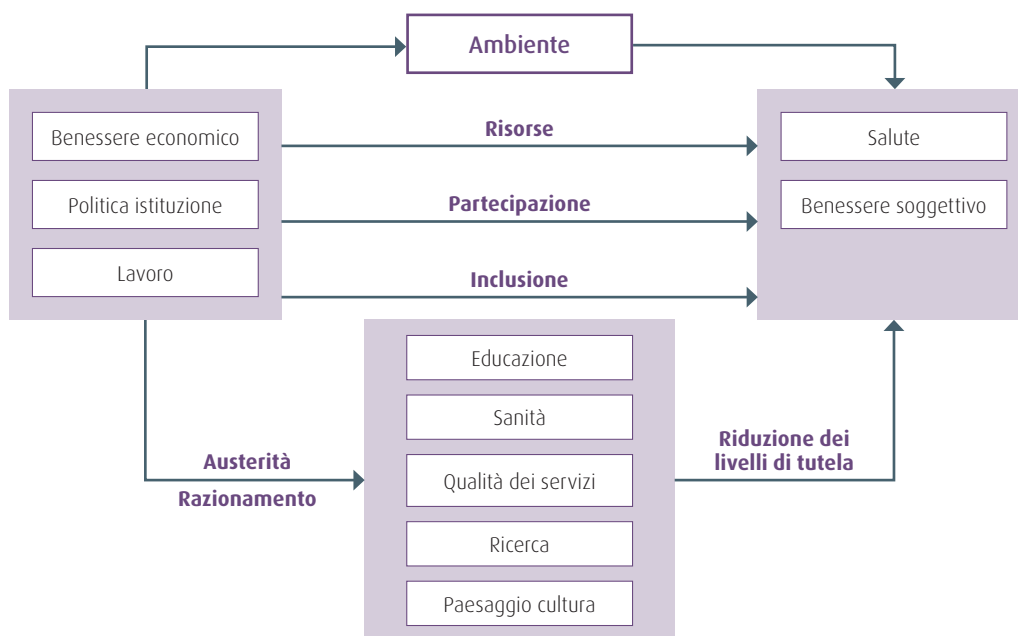 Ambiente
Benessere economico
Politica istituzione
Lavoro
Risorse
Partecipazione
Inclusione
Salute
Benessere soggettivo
Educazione
Sanità
Qualità dei servizi
Ricerca
Paesaggio cultura
Austerità
Razionamento
Riduzione dei
livelli di tutela